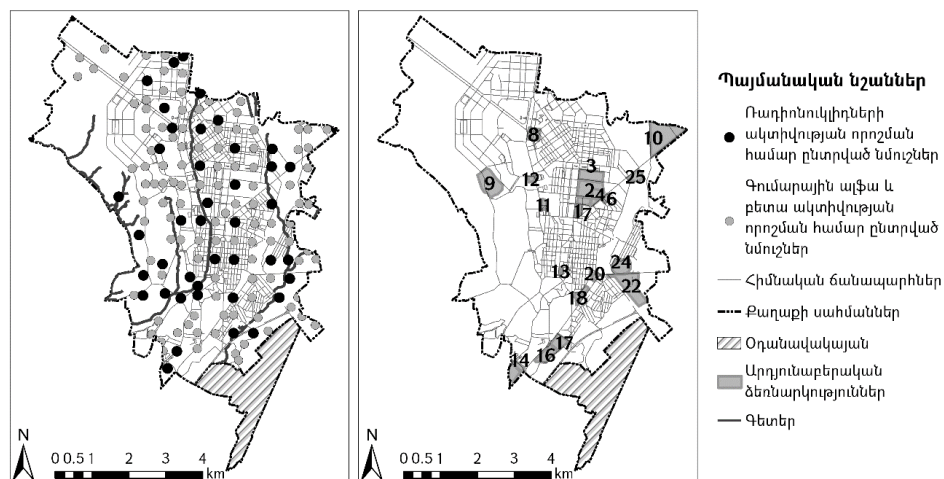 Պայմանական նշաններ
Ռադիոնուկլիդների
ակտիվության որոշման
համար ընտրված նմուշներ
Գումարային ալֆա և
բետա ակտիվության
որոշման համար ընտրված
նմուշներ
Հիմնական ճանապարհներ
Քաղաքի սահմաններ
Օդանավակայան
Արդյունաբերական
ձեռնարկություններ
Գետեր
N
0 0.5 1 2 3 4
km
8
10
3
9
12
25
24
6
11
17
13
20
24
22
18
17
16
14
N
0 0.5 1 2 3 4
km